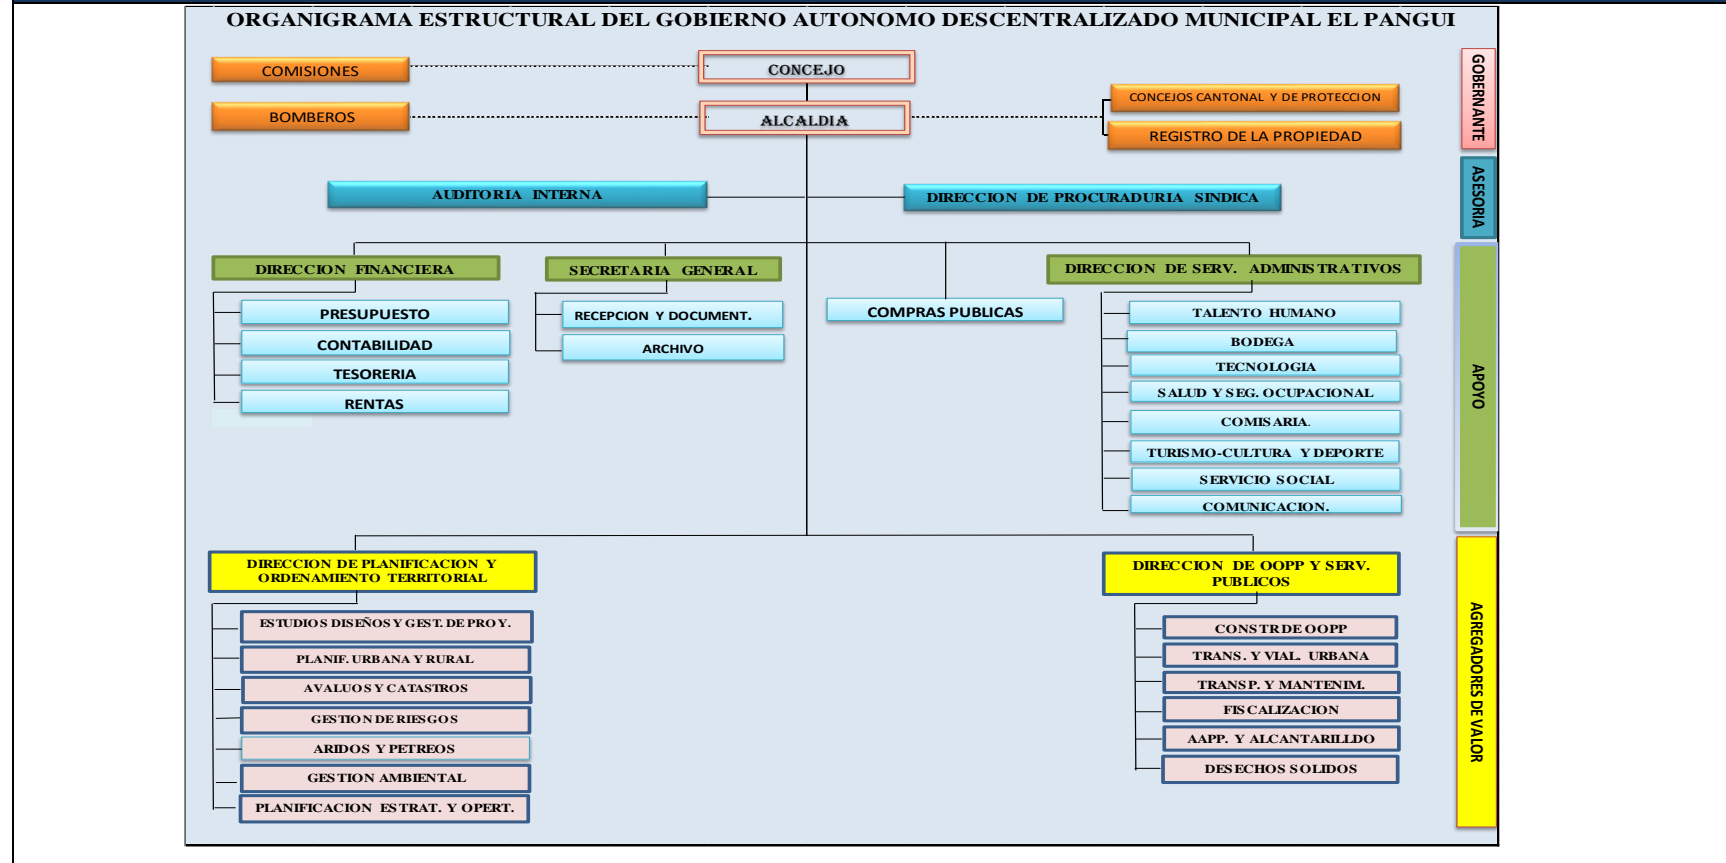 ORGANIGRAMA ESTRUCTURAL DEL GOBIERNO AUTONOMO DESCENTRALIZADO MUNICIPAL EL PANGUI
COMISIONES
CONCEJO
BOMBEROS
ALCALDIA
CONCEJOS CANTONAL Y DE PROTECCION
REGISTRO DE LA PROPIEDAD
GOBERNANTE
AUDITORIA INTERNA
DIRECCION DE PROCURADURIA SINDICA
ASESORIA
DIRECCION FINANCIERA
PRESUPUESTO
CONTABILIDAD
TESORERIA
RENTAS
SECRETARIA GENERAL
RECEPCION Y DOCUMENT.
ARCHIVO
COMPRAS PUBLICAS
DIRECCION DE SERV. ADMINISTRATIVOS
TALENTO HUMANO
BODEGA
TECNOLOGIA
SALUD Y SEG. OCUPACIONAL
COMISARIA.
TURISMO-CULTURA Y DEPORTE
SERVICIO SOCIAL
COMUNICACION.
APOYO
DIRECCION DE PLANIFICACION Y
ORDENAMIENTO TERRITORIAL
ESTUDIOS DISEÑOS Y GEST. DE PROY.
PLANIF. URBANA Y RURAL
AVALUOS Y CATASTROS
GESTION DE RIESGOS
ARIDOS Y PETREOS
GESTION AMBIENTAL
PLANIFICACION ESTRAT. Y OPERT.
DIRECCION DE OOPP Y SERV.
PUBLICOS
CONSTR DE OOPP
TRANS. Y VIAL. URBANA
TRANSP. Y MANTENIM.
FISCALIZACION
AAPP. Y ALCANTARILLDO
DESECHOS SOLIDOS
AGREGADORES DE VALOR